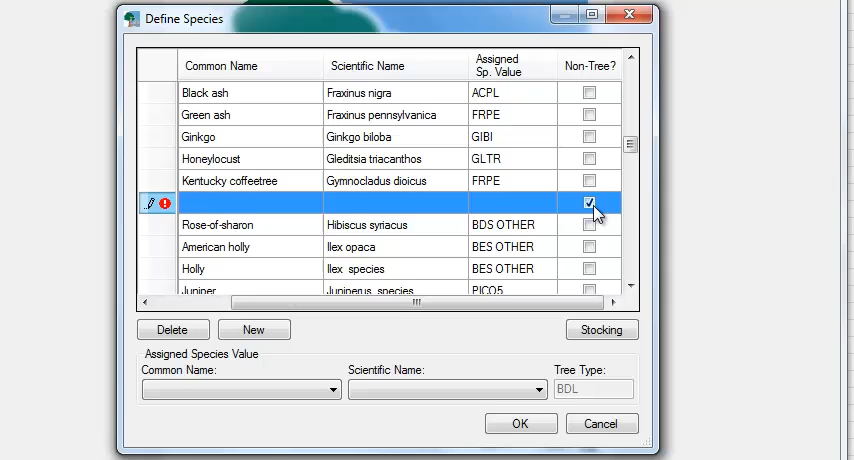 Define Species
Common Name Scientific Name Assigned Sp. Value Non-Tree?
Black ash Fraxinus nigra ACPL
Green ash Fraxinus pennsylvanica FRPE
Ginkgo Ginkgo biloba GIBI
Honeylocust Gleditsia triacanthos GLTR
Kentucky coffeetree Gymnocladus dioicus FRPE
Rose-of-sharon Hibiscus syriacus BDS OTHER
American holly Ilex opaca BES OTHER
Holly Ilex species BES OTHER
Juniper Juniperus species PICO5
Delete New Stocking
Assigned Species Value
Common Name: Scientific Name: Tree Type:
BDL
OK Cancel